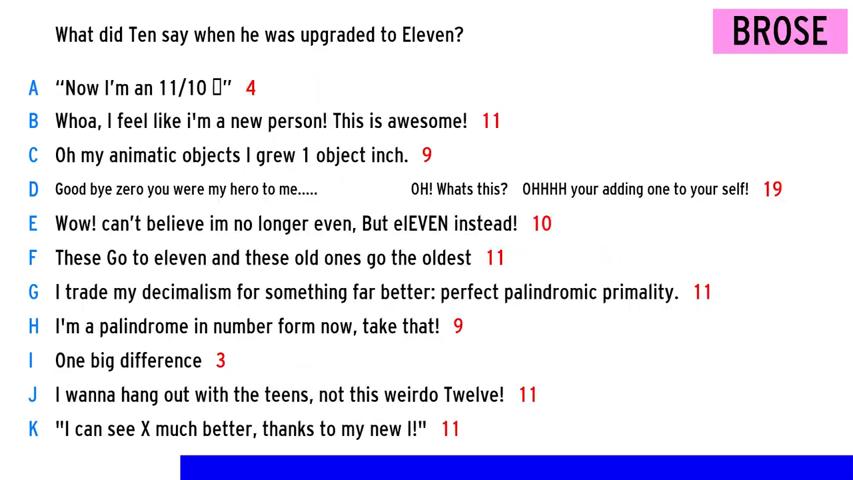 What did Ten say when he was upgraded to Eleven?
BROSE
A “Now I’m an 11/10 ▯” 4
B Whoa, I feel like i'm a new person! This is awesome! 11
C Oh my animatic objects I grew 1 object inch. 9
D Good bye zero you were my hero to me..... OH! Whats this? OHHHH your adding one to your self! 19
E Wow! can’t believe im no longer even, But elEVEN instead! 10
F These Go to eleven and these old ones go the oldest 11
G I trade my decimalism for something far better: perfect palindromic primality. 11
H I'm a palindrome in number form now, take that! 9
I One big difference 3
J I wanna hang out with the teens, not this weirdo Twelve! 11
K "I can see X much better, thanks to my new I!" 11